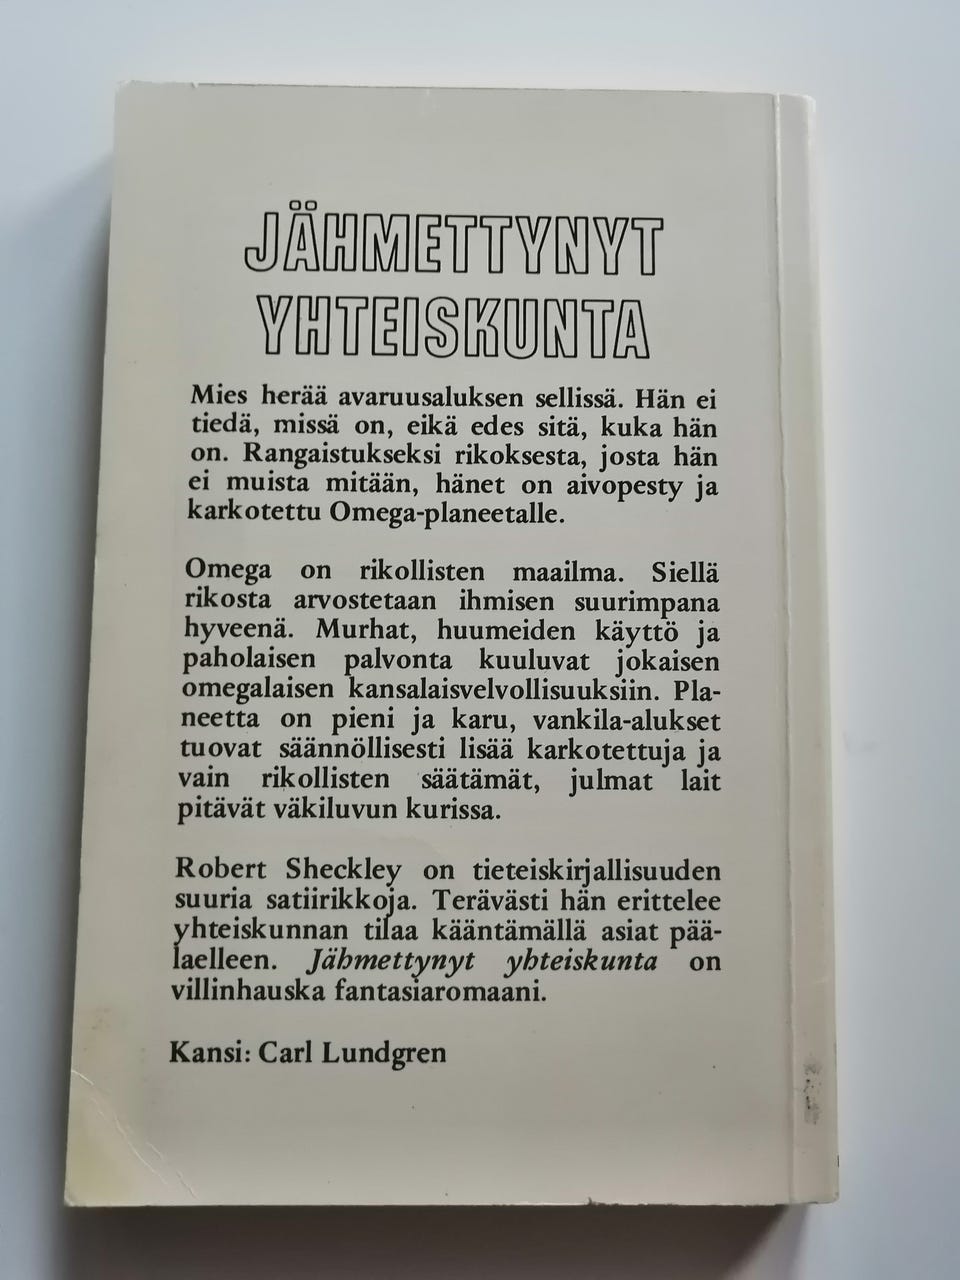 JÄHMETTYNYT
YHTEISKUNTA
Mies herää avaruusaluksen sellissä. Hän ei
tiedä, missä on, eikä edes sitä, kuka hän
on. Rangaistukseksi rikoksesta, josta hän
ei muista mitään, hänet on aivopesty ja
karkotettu Omega-planeetalle.
Omega on rikollisten maailma. Siellä
rikosta arvostetaan ihmisen suurimpana
hyveenä. Murhat, huumeiden käyttö ja
paholaisen palvonta kuuluvat jokaisen
omegalaisen kansalaisvelvollisuuksiin. Pla-
neetta on pieni ja karu, vankila-alukset
tuovat säännöllisesti lisää karkotettuja ja
vain rikollisten säätämät, julmat lait
pitävät väkiluvun kurissa.
Robert Sheckley on tieteiskirjallisuuden
suuria satiirikkoja. Terävästi hän erittelee
yhteiskunnan tilaa kääntämällä asiat pää-
laelleen. Jähmettynyt yhteiskunta on
villinhauska fantasiaromaani.
Kansi: Carl Lundgren